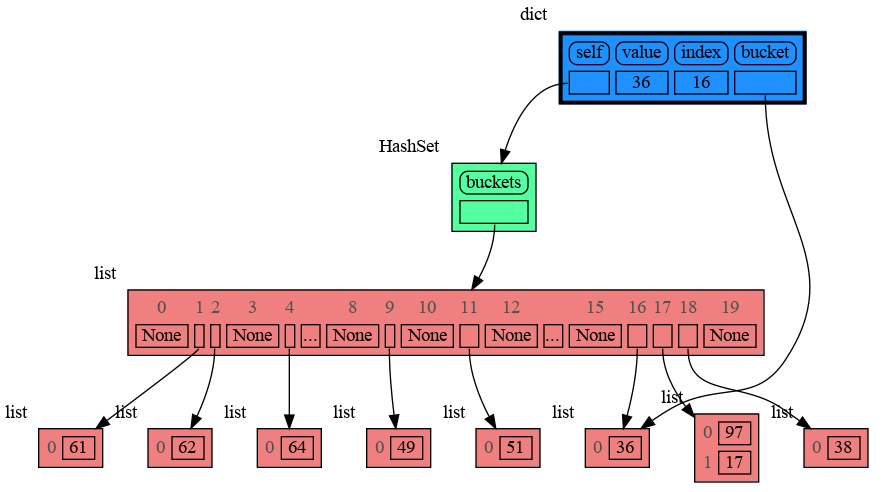 dict
self value index bucket
36 16
HashSet
buckets
list
0 1 2 3 4 8 9 10 11 12 15 16 17 18 19
None None ... None None None ... None None
list list list list list list list list
0 61 0 62 0 64 0 49 0 51 0 36 0 97 0 38
1 17